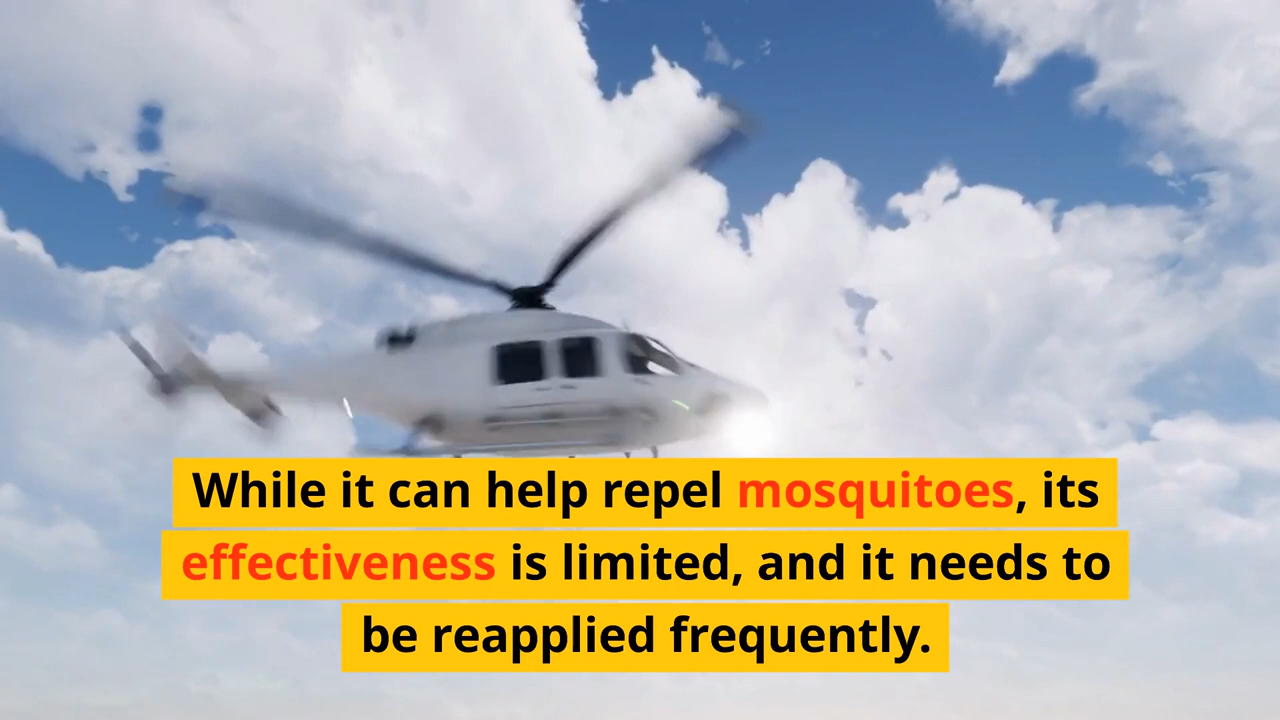 While it can help repel mosquitoes, its
effectiveness is limited, and it needs to
be reapplied frequently.